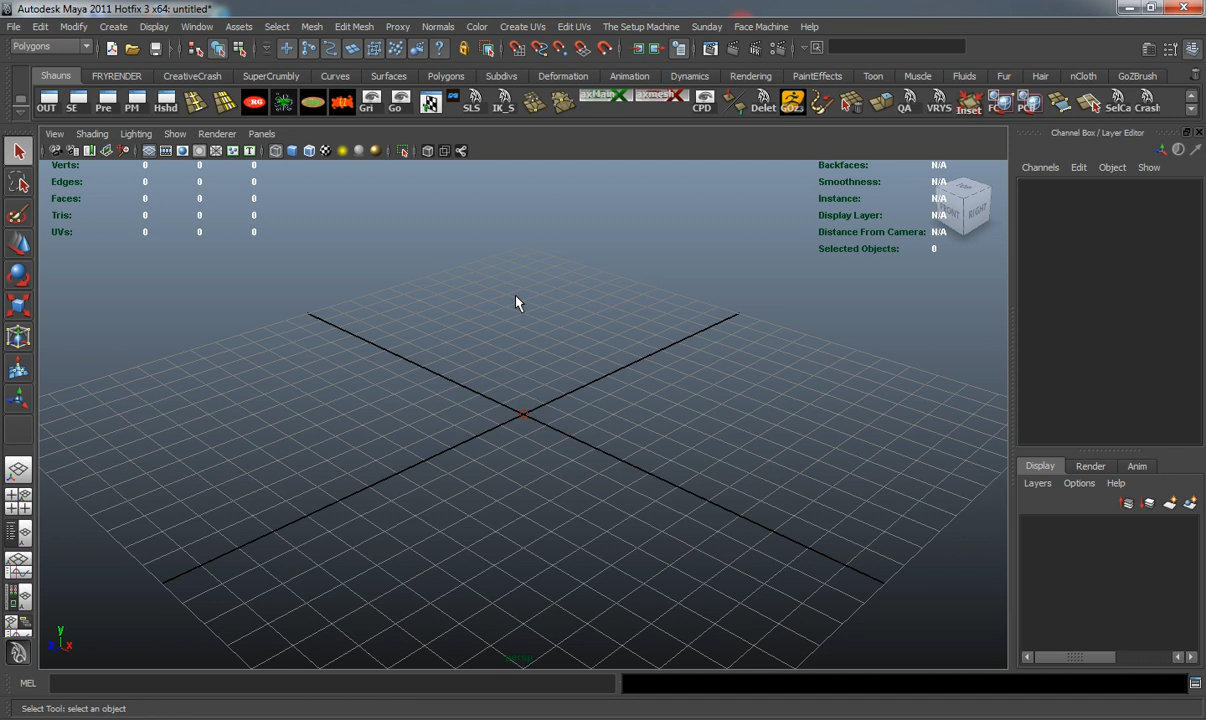 Autodesk Maya 2011 Hotfix 3 x64: untitled*
File Edit Modify Create Display Window Assets Select Mesh Edit Mesh Proxy Normals Color Create UVs Edit UVs The Setup Machine Sunday Face Machine Help
Polygons
Shauns FRYRENDER CreativeCrash SuperCrumbly Curves Surfaces Polygons Subdivs Deformation Animation Dynamics Rendering PaintEffects Toon Muscle Fluids Fur Hair nCloth GoZBrush
axMain axmesh
OUT SE Pre PM Hshd Gri Go SLS IK_S CPD Delet GOZ3 QA VRYS Inset SelCa Crash
View Shading Lighting Show Renderer Panels
Channel Box / Layer Editor
Channels Edit Object Show
Verts: 0 0 0
Edges: 0 0 0
Faces: 0 0 0
Tris: 0 0 0
UVs: 0 0 0
Backfaces: N/A
Smoothness: N/A
Instance: N/A
Display Layer: N/A
Distance From Camera: N/A
Selected Objects: 0
FRONT RIGHT
Display Render Anim
Layers Options Help
y
z x
persp
MEL
Select Tool: select an object